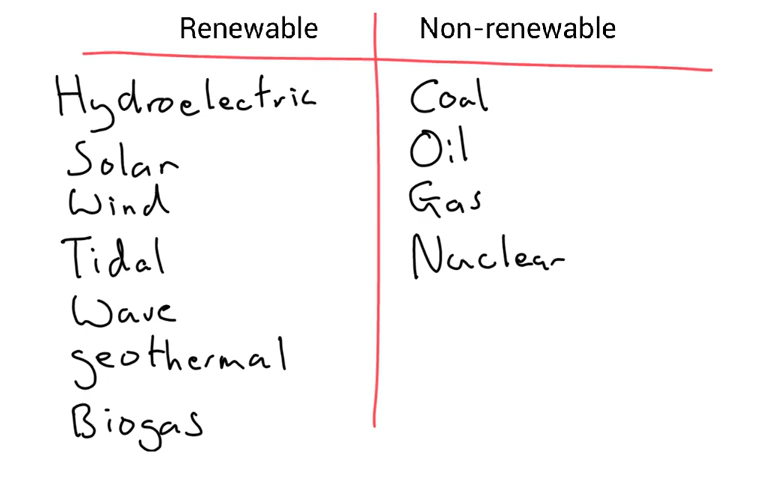 Renewable Non-renewable
Hydroelectric Coal
Solar Oil
Wind Gas
Tidal Nuclear
Wave
geothermal
Biogas